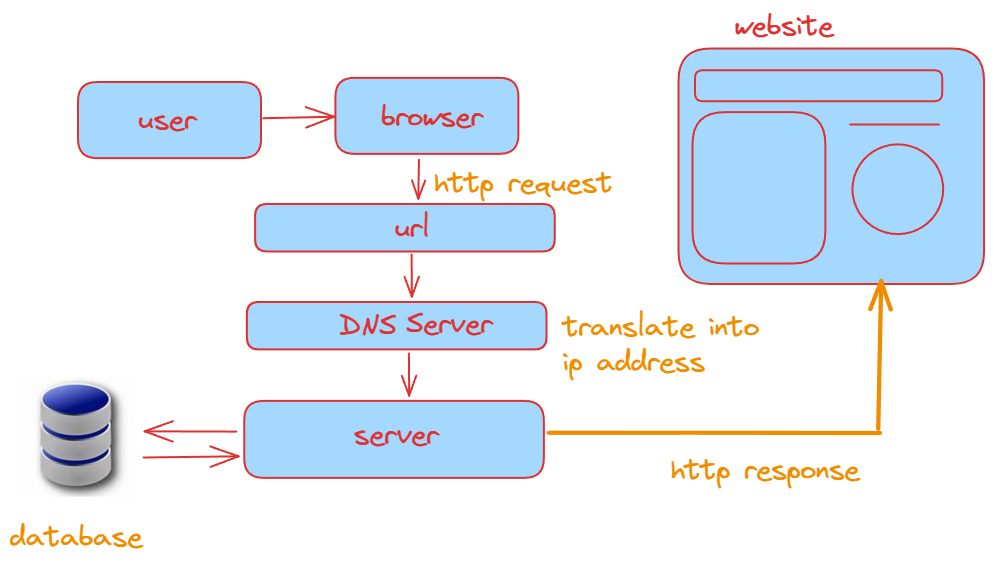 website
user
browser
http request
url
DNS Server
translate into
ip address
server
http response
database